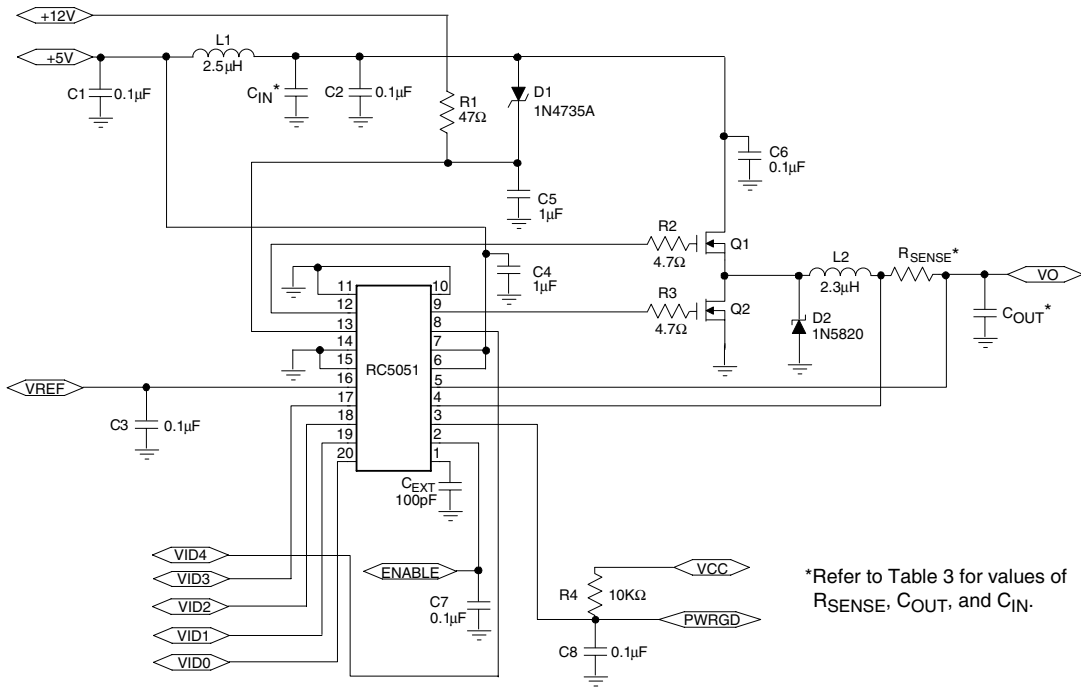 +12V
+5V
L1
2.5µH
C1
0.1µF
CIN*
C2
0.1µF
R1
47Ω
D1
1N4735A
C6
0.1µF
C5
1µF
R2
4.7Ω
Q1
C4
1µF
R3
4.7Ω
Q2
L2
2.3µH
RSENSE*
VO
D2
1N5820
COUT*
11
12
13
14
15
16
17
18
19
20
RC5051
10
9
8
7
6
5
4
3
2
1
VREF
C3
0.1µF
CEXT
100pF
VID4
VID3
VID2
VID1
VID0
ENABLE
C7
0.1µF
VCC
R4
10KΩ
PWRGD
C8
0.1µF
*Refer to Table 3 for values of
RSENSE, COUT, and CIN.